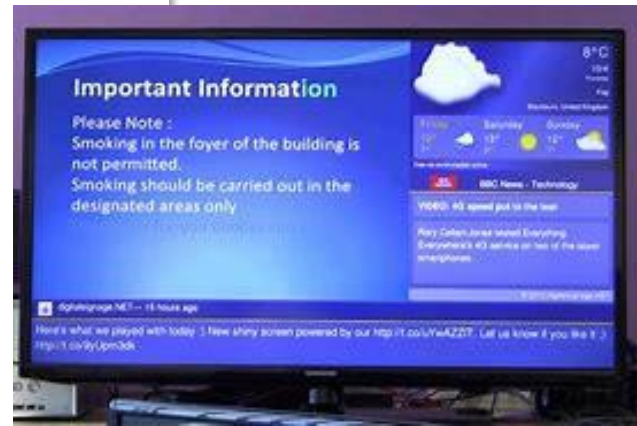 Important Information
Please Note :
Smoking in the foyer of the building is
not permitted.
Smoking should be carried out in the
designated areas only
8°C
Blackburn, United Kingdom
Friday Saturday Sunday
BBC News - Technology
VIDEO: 4G speed put to the test
Rory Cellan-Jones tested Everything
Everywhere's 4G service on two of the latest
smartphones.
digitalsignage.NET — 15 hours ago
Here's what we played with today :) New shiny screen powered by our Let us know if you like it :)